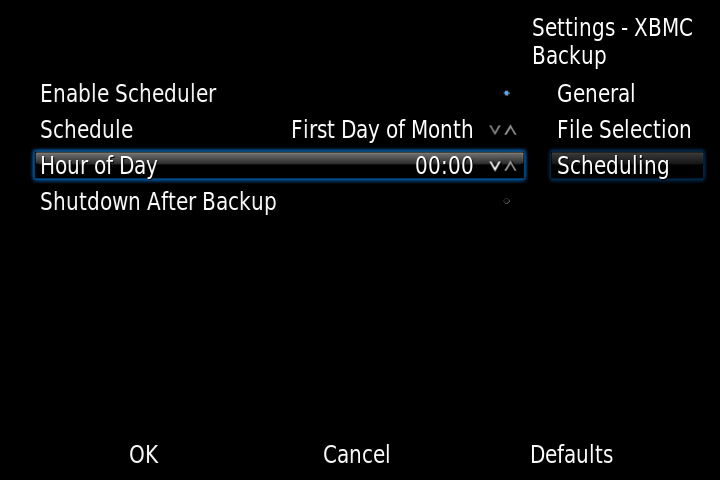 Settings - XBMC
Backup
Enable Scheduler
General
Schedule First Day of Month
File Selection
Hour of Day 00:00
Scheduling
Shutdown After Backup
OK Cancel Defaults